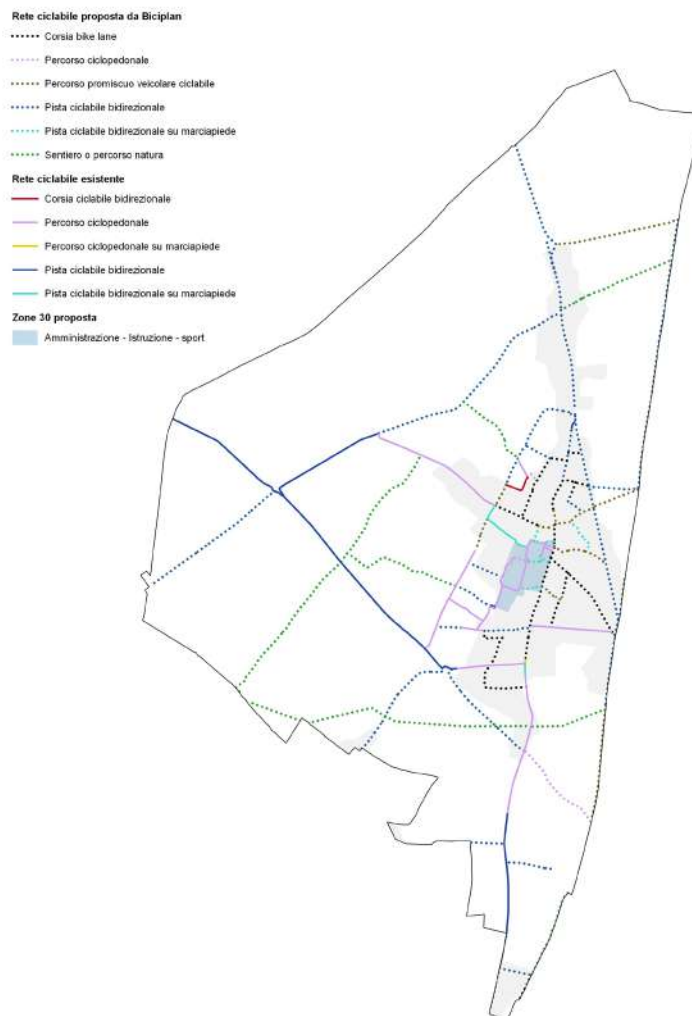 Rete ciclabile proposta da Biciplan
Corsia bike lane
Percorso ciclopedonale
Percorso promiscuo veicolare ciclabile
Pista ciclabile bidirezionale
Pista ciclabile bidirezionale su marciapiede
Sentiero o percorso natura
Rete ciclabile esistente
Corsia ciclabile bidirezionale
Percorso ciclopedonale
Percorso ciclopedonale su marciapiede
Pista ciclabile bidirezionale
Pista ciclabile bidirezionale su marciapiede
Zone 30 proposta
Amministrazione - Istruzione - sport